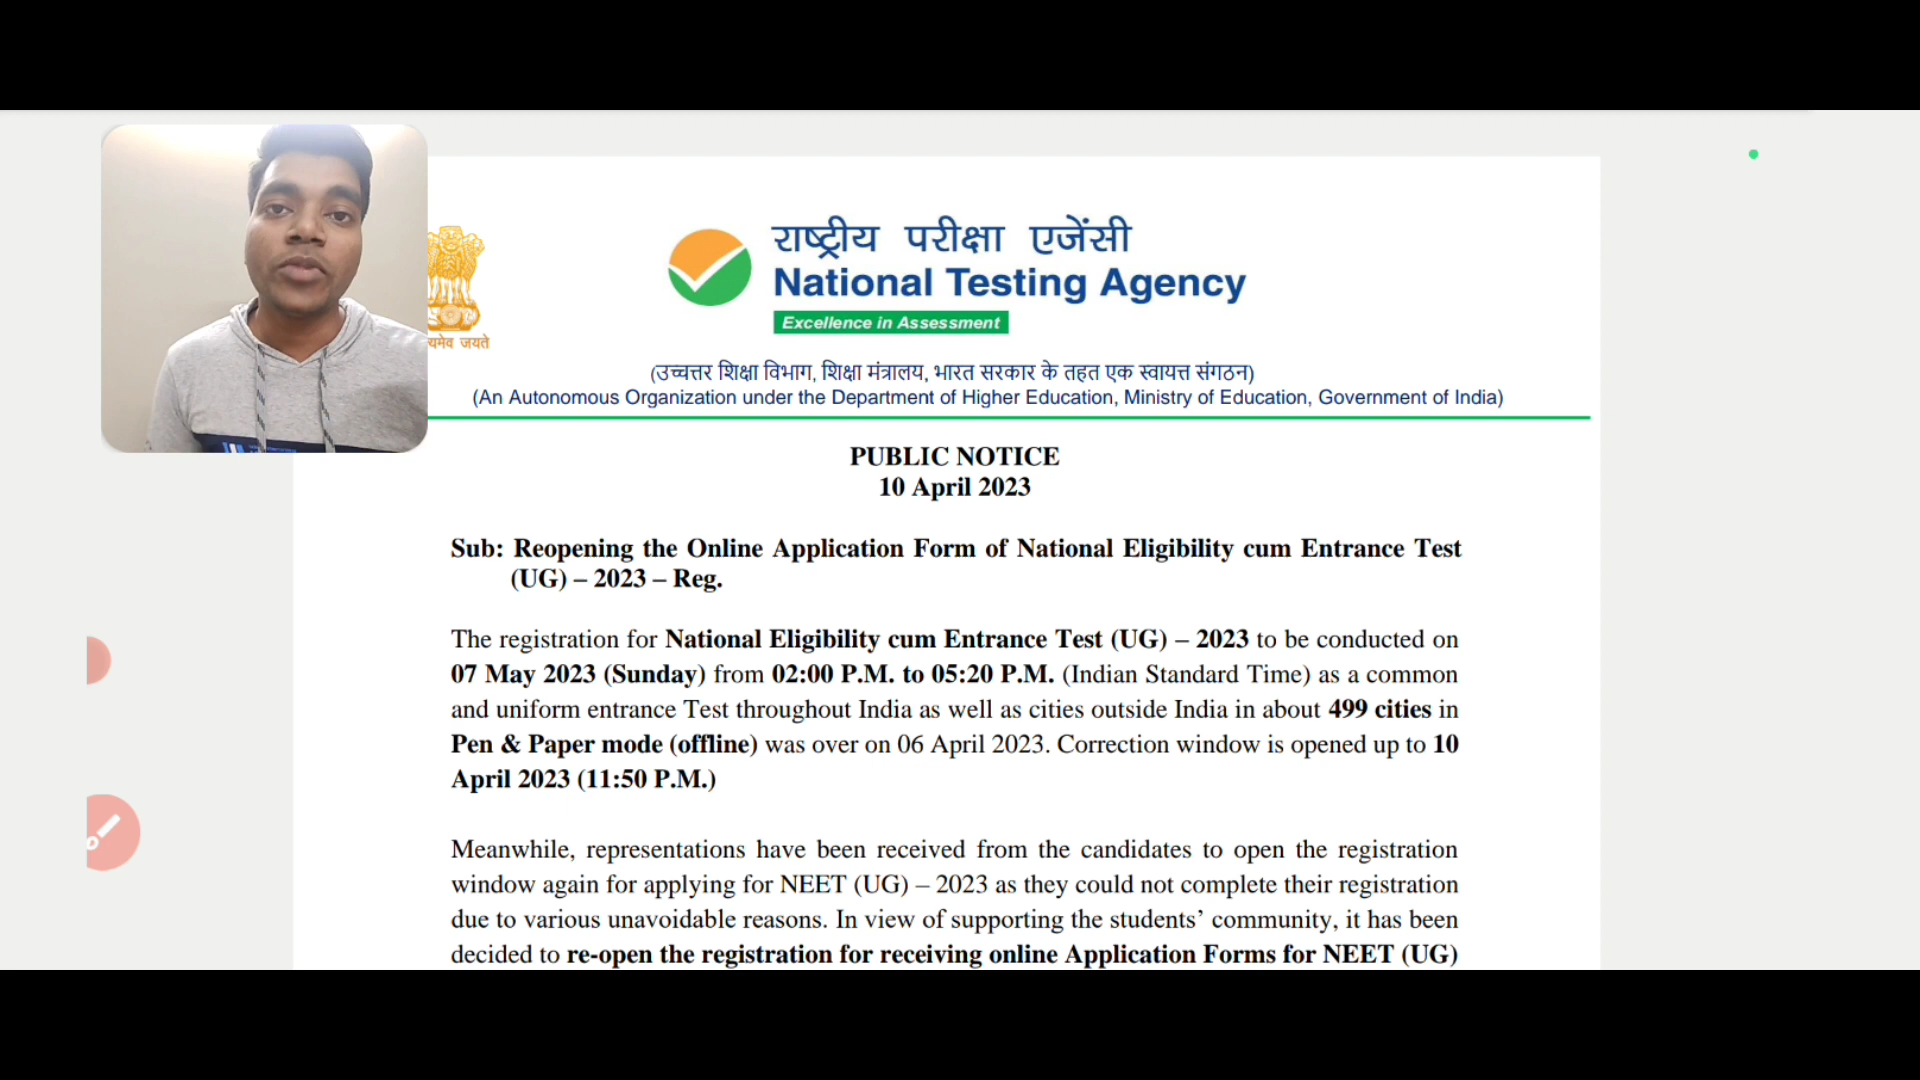 राष्ट्रीय परीक्षा एजेंसी
National Testing Agency
Excellence in Assessment
जयते
(उच्चतर शिक्षा विभाग, शिक्षा मंत्रालय, भारत सरकार के तहत एक स्वायत्त संगठन)
(An Autonomous Organization under the Department of Higher Education, Ministry of Education, Government of India)
PUBLIC NOTICE
10 April 2023
Sub: Reopening the Online Application Form of National Eligibility cum Entrance Test
(UG) – 2023 – Reg.
The registration for National Eligibility cum Entrance Test (UG) – 2023 to be conducted on
07 May 2023 (Sunday) from 02:00 P.M. to 05:20 P.M. (Indian Standard Time) as a common
and uniform entrance Test throughout India as well as cities outside India in about 499 cities in
Pen & Paper mode (offline) was over on 06 April 2023. Correction window is opened up to 10
April 2023 (11:50 P.M.)
Meanwhile, representations have been received from the candidates to open the registration
window again for applying for NEET (UG) – 2023 as they could not complete their registration
due to various unavoidable reasons. In view of supporting the students’ community, it has been
decided to re-open the registration for receiving online Application Forms for NEET (UG)